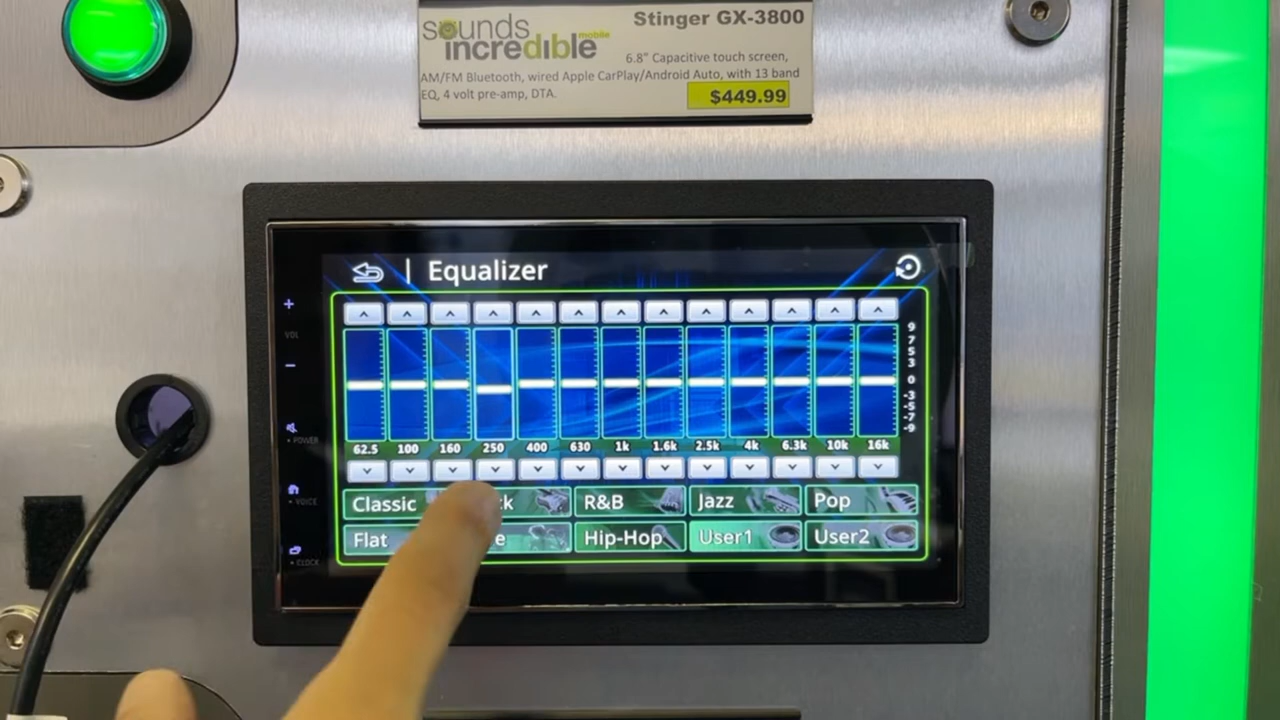 sounds incredible mobile
Stinger GX-3800
6.8" Capacitive touch screen,
AM/FM Bluetooth, wired Apple CarPlay/Android Auto, with 13 band
EQ, 4 volt pre-amp, DTA.
$449.99
Equalizer
+
VOL
−
POWER
VOICE
CLOCK
9
7
5
3
0
-3
-5
-7
-9
62.5 100 160 250 400 630 1k 1.6k 2.5k 4k 6.3k 10k 16k
Classic R&B Jazz Pop
Flat Hip-Hop User1 User2